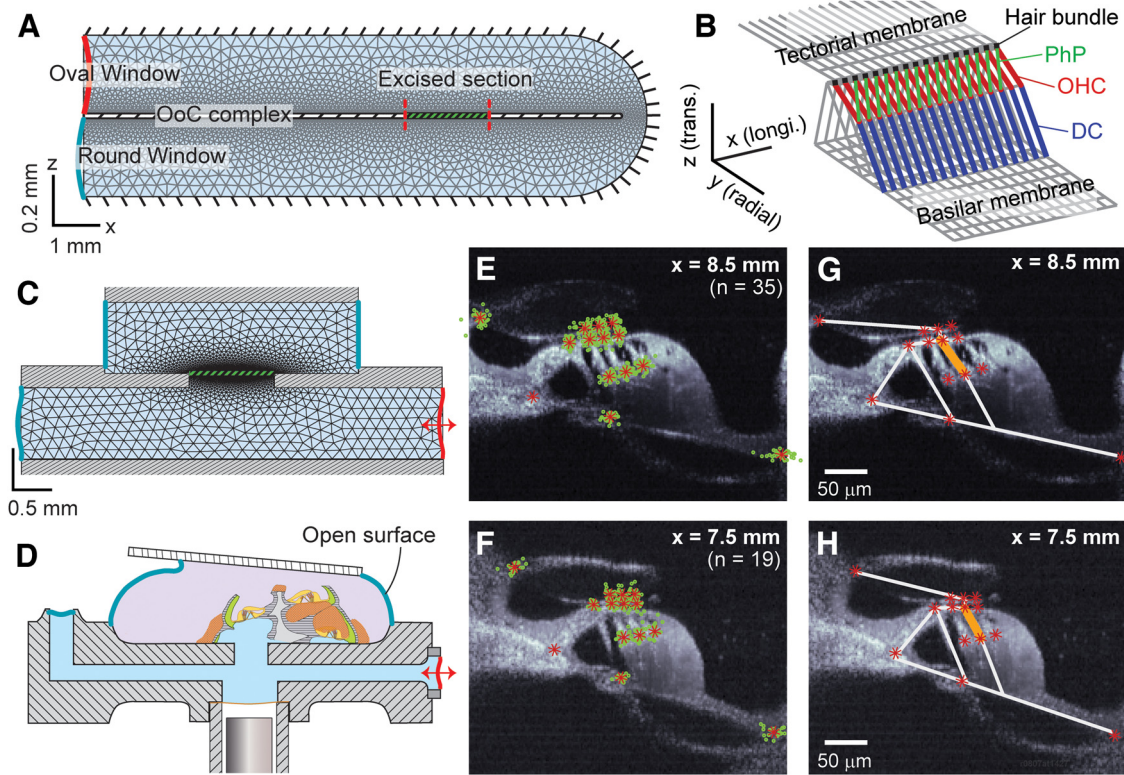 A
Oval Window
Excised section
OoC complex
Round Window
z
0.2 mm
x
1 mm
B
Tectorial membrane
Hair bundle
PhP
OHC
DC
z (trans.)
x (longi.)
y (radial)
Basilar membrane
C
0.5 mm
D
Open surface
E
x = 8.5 mm
(n = 35)
G
x = 8.5 mm
50 μm
F
x = 7.5 mm
(n = 19)
H
x = 7.5 mm
50 μm